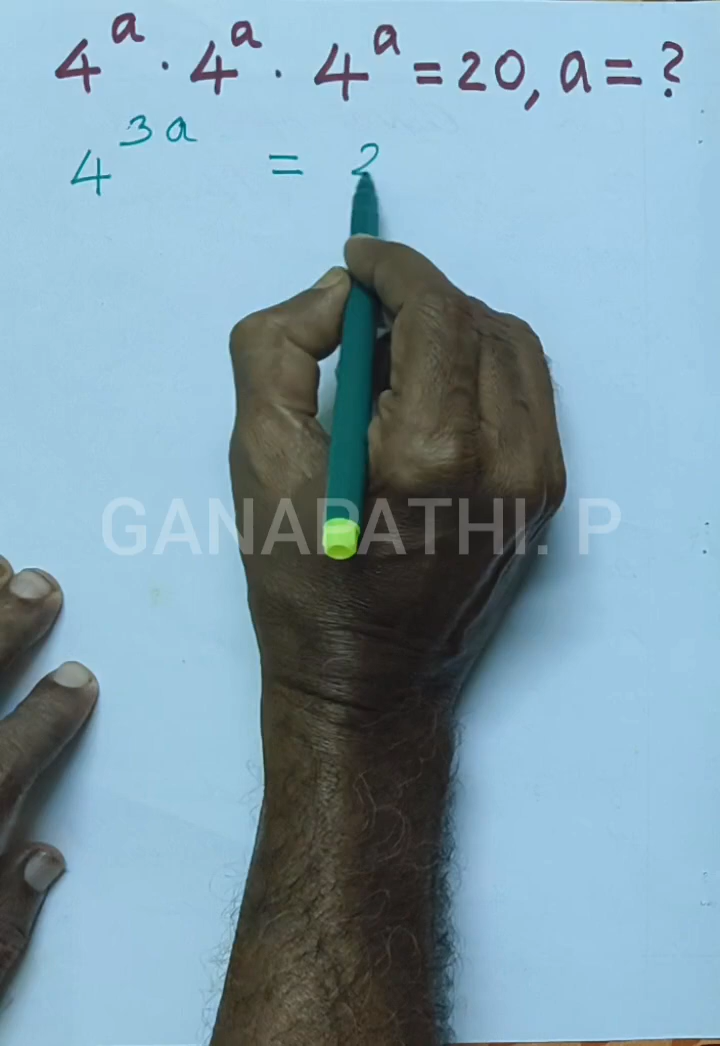 4^a · 4^a · 4^a = 20, a = ?
4^3a = 2
GANAPATHI. P